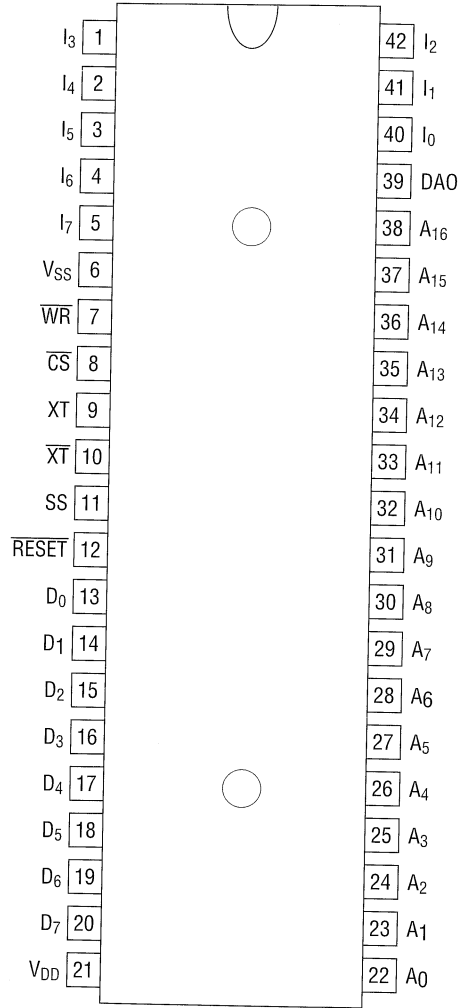 I3 1 42 I2
I4 2 41 I1
I5 3 40 I0
I6 4 39 DAO
I7 5 38 A16
VSS 6 37 A15
W̅R̅ 7 36 A14
C̅S̅ 8 35 A13
XT 9 34 A12
X̅T̅ 10 33 A11
SS 11 32 A10
R̅E̅S̅E̅T̅ 12 31 A9
D0 13 30 A8
D1 14 29 A7
D2 15 28 A6
D3 16 27 A5
D4 17 26 A4
D5 18 25 A3
D6 19 24 A2
D7 20 23 A1
VDD 21 22 A0